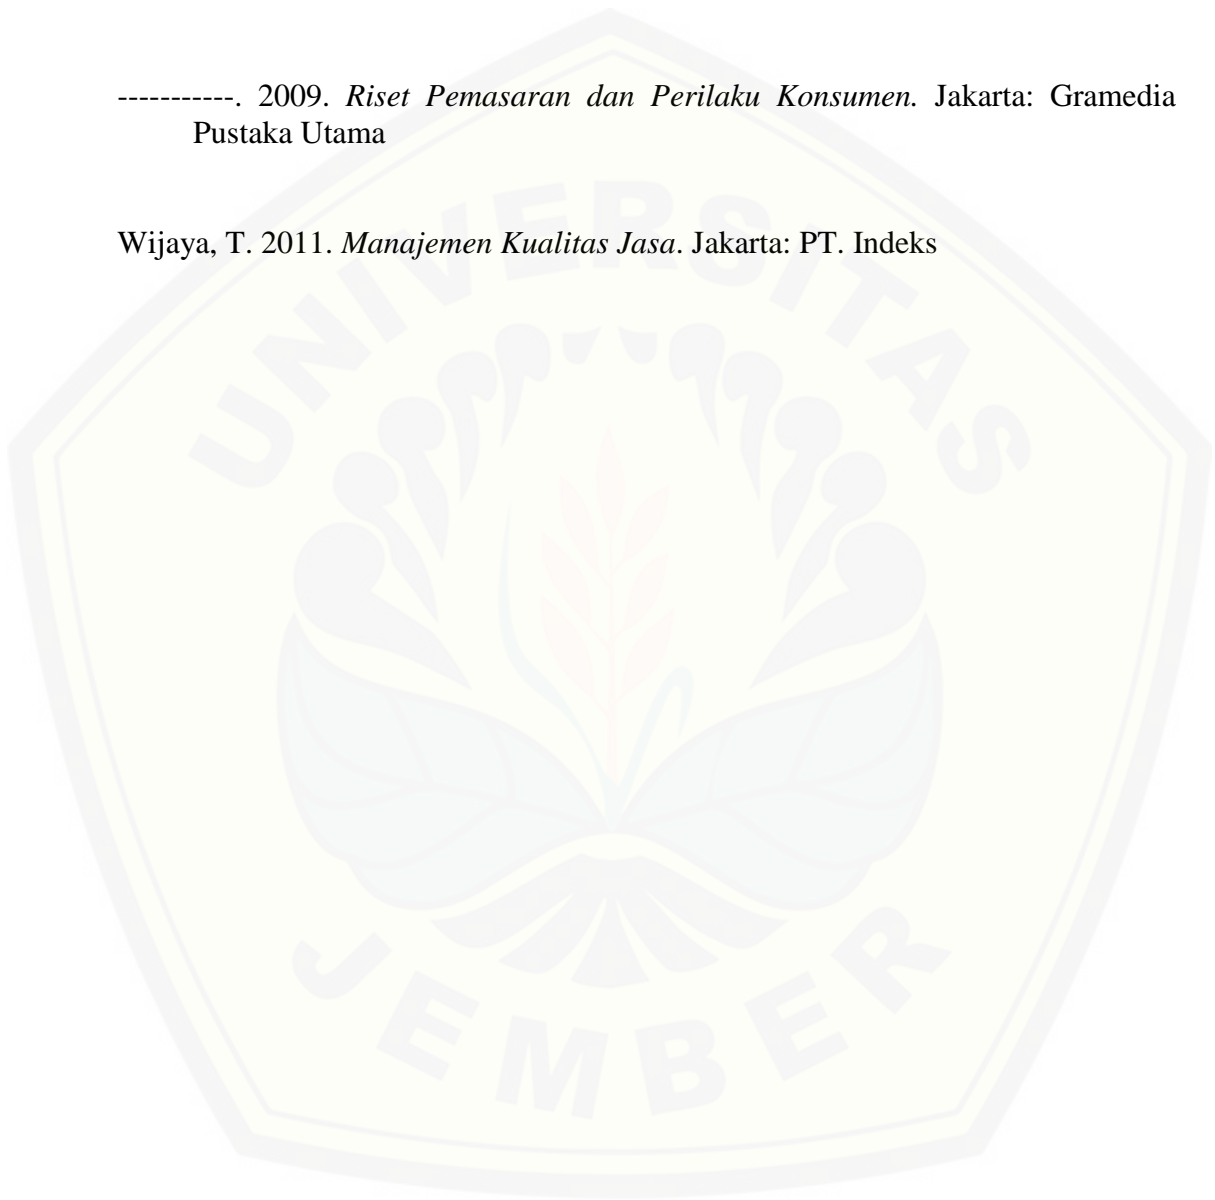 -----------. 2009. Riset Pemasaran dan Perilaku Konsumen. Jakarta: Gramedia
Pustaka Utama
Wijaya, T. 2011. Manajemen Kualitas Jasa. Jakarta: PT. Indeks
UNIVERSITAS
JEMBER